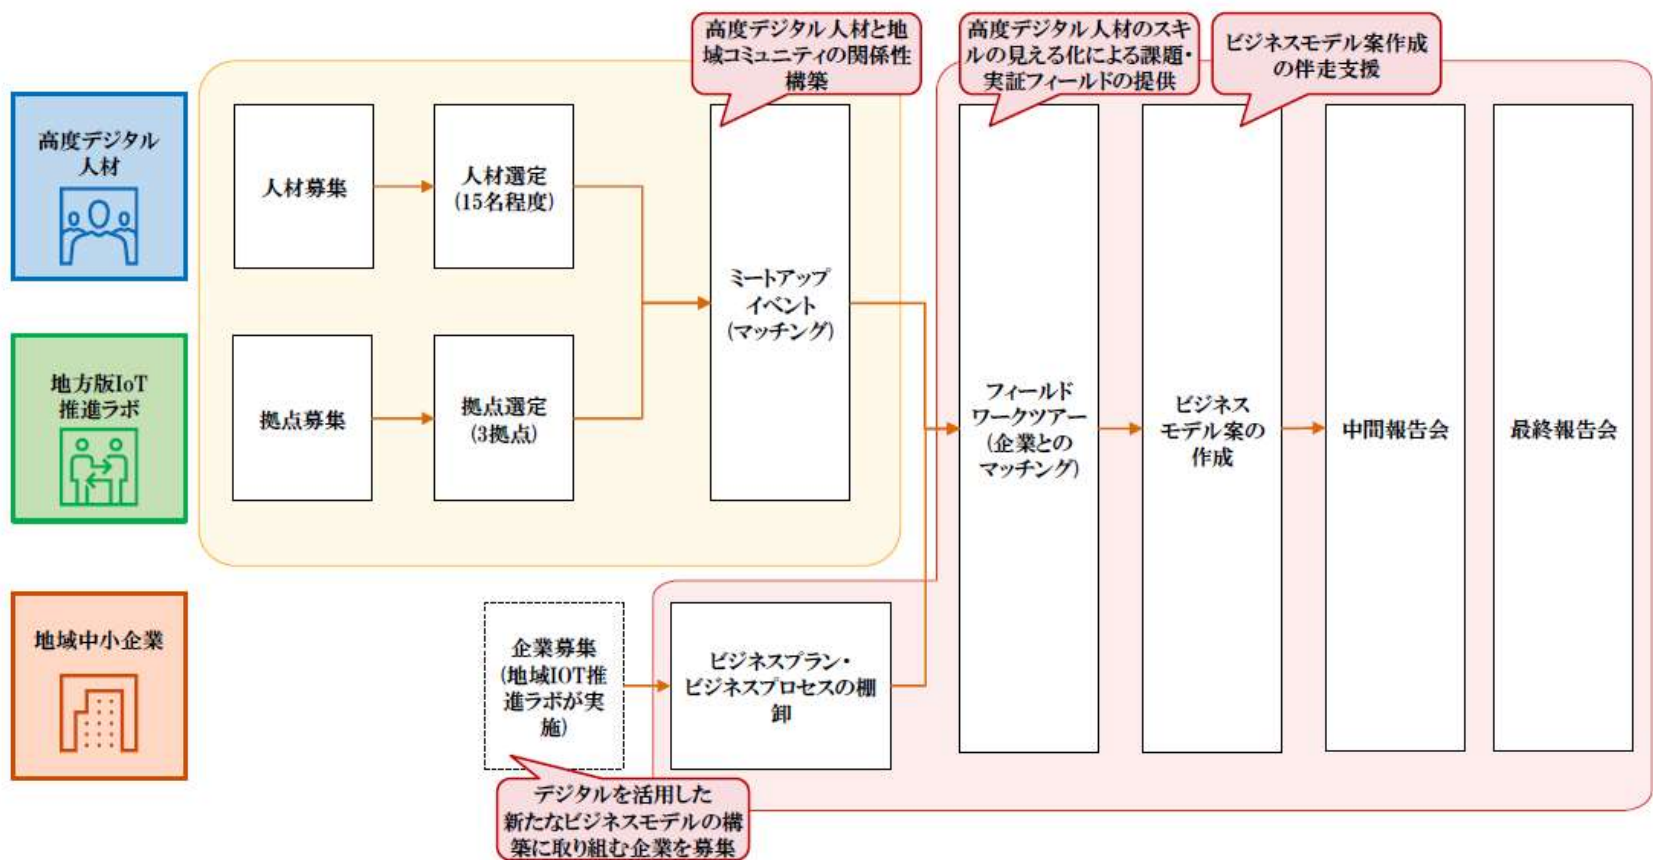 高度デジタル人材と地
域コミュニティの関係性
構築
高度デジタル人材のスキ
ルの見える化による課題・
実証フィールドの提供
ビジネスモデル案作成
の伴走支援
高度デジタル
人材
人材募集
人材選定
(15名程度)
ミートアップ
イベント
(マッチング)
地方版IoT
推進ラボ
拠点募集
拠点選定
(3拠点)
フィールド
ワークツアー
(企業との
マッチング)
ビジネス
モデル案の
作成
中間報告会
最終報告会
地域中小企業
企業募集
(地域IOT推
進ラボが実
施)
ビジネスプラン・
ビジネスプロセスの棚
卸
デジタルを活用した
新たなビジネスモデルの構
築に取り組む企業を募集